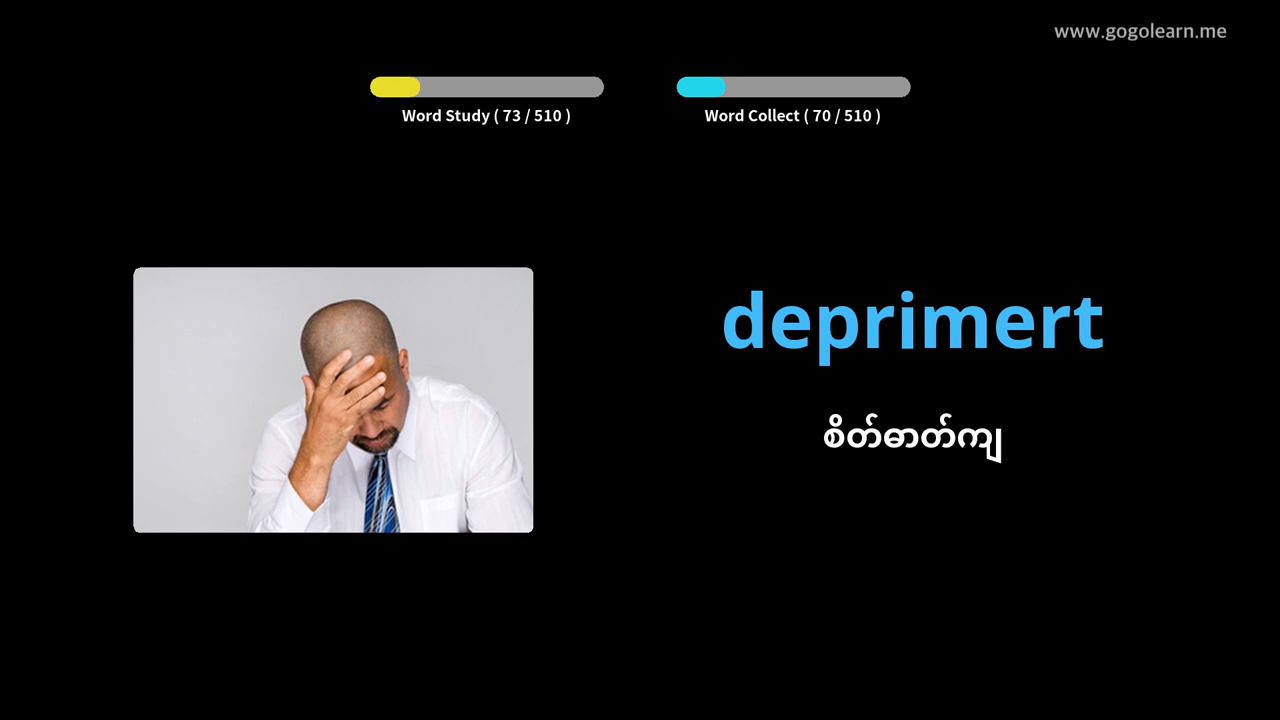 www.gogolearn.me
Word Study ( 73 / 510 )
Word Collect ( 70 / 510 )
deprimert
စိတ်ဓာတ်ကျ